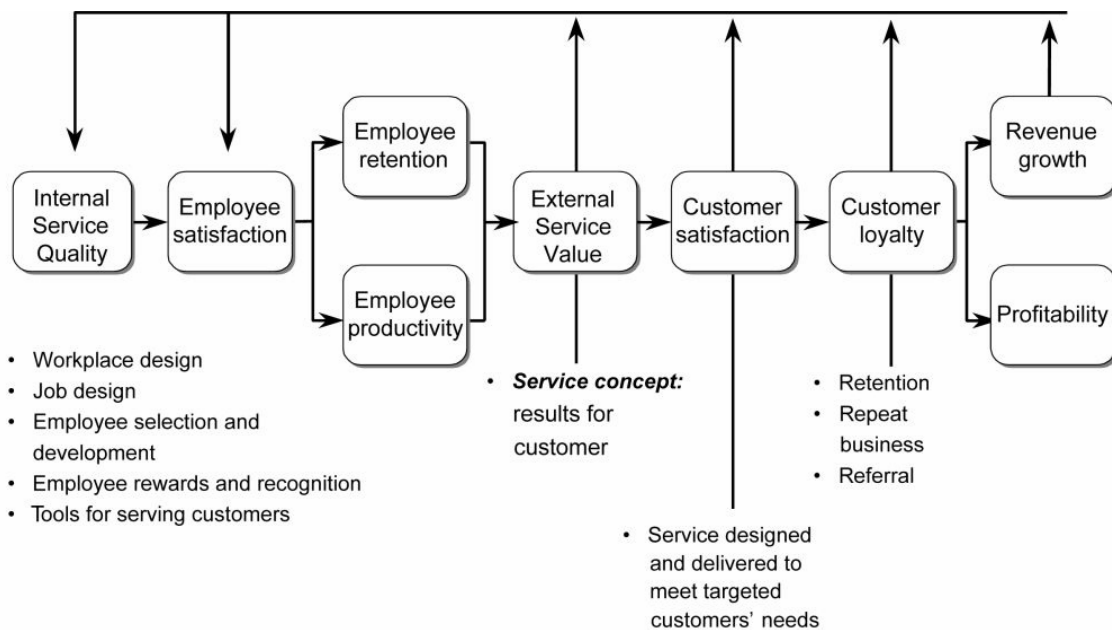 Internal
Service
Quality
Employee
satisfaction
Employee
retention
Employee
productivity
External
Service
Value
Customer
satisfaction
Customer
loyalty
Revenue
growth
Profitability
• Workplace design
• Job design
• Employee selection and
development
• Employee rewards and recognition
• Tools for serving customers
• Service concept:
results for
customer
• Service designed
and delivered to
meet targeted
customers’ needs
• Retention
• Repeat
business
• Referral